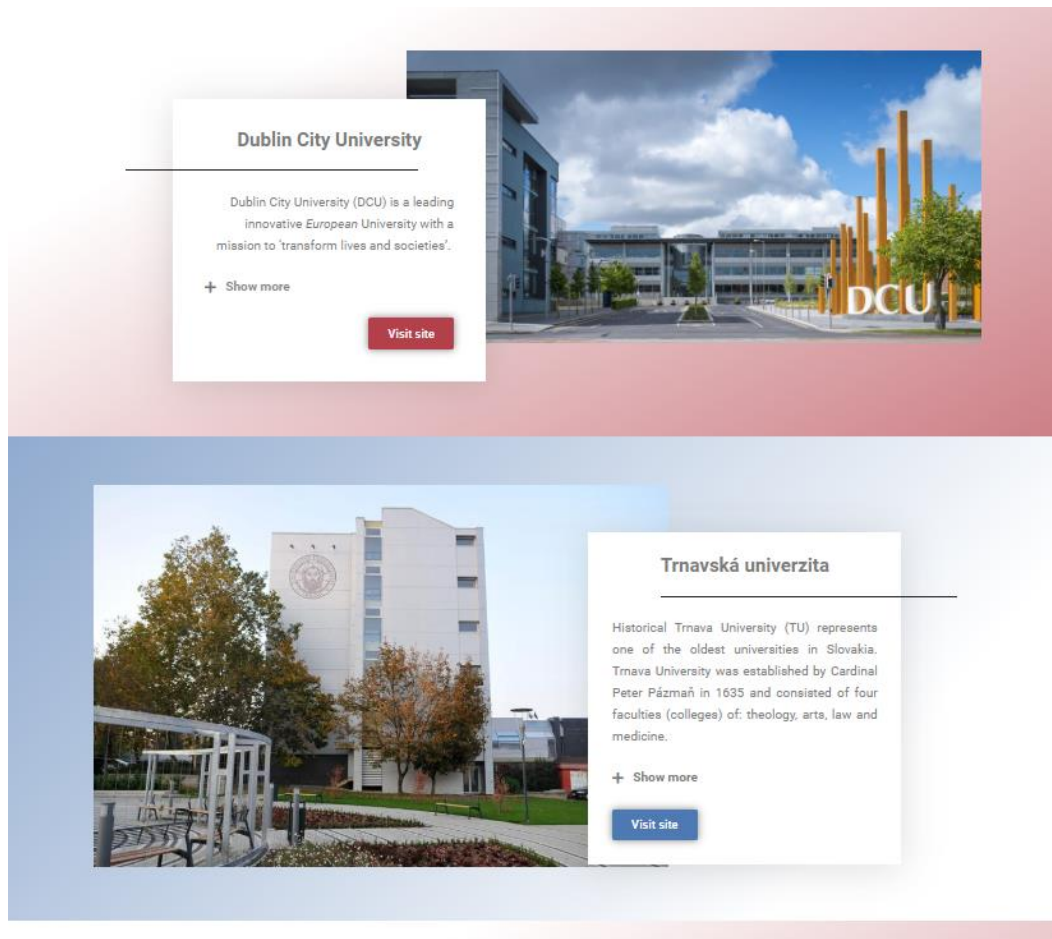 Dublin City University
Dublin City University (DCU) is a leading
innovative European University with a
mission to 'transform lives and societies'.
+ Show more
Visit site
DCU
Trnavská univerzita
Historical Trnava University (TU) represents
one of the oldest universities in Slovakia.
Trnava University was established by Cardinal
Peter Pázmaň in 1635 and consisted of four
faculties (colleges) of: theology, arts, law and
medicine.
+ Show more
Visit site